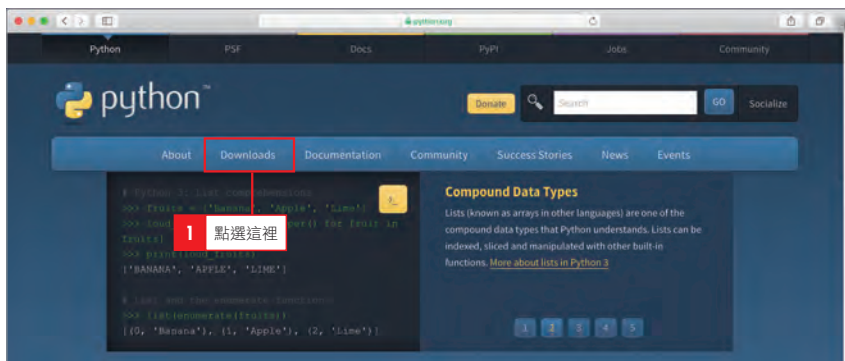 python.org
Python PSF Docs PyPI Jobs Community
python™
Donate Search GO Socialize
About Downloads Documentation Community Success Stories News Events
# Python 3: List comprehensions
>>> fruits = ['Banana', 'Apple', 'Lime']
for fruit in
fruits]
>>> print(loud_fruits)
['BANANA', 'APPLE', 'LIME']
# List and the enumerate function
>>> list(enumerate(fruits))
[(0, 'Banana'), (1, 'Apple'), (2, 'Lime')]
>_
1 點選這裡
Compound Data Types
Lists (known as arrays in other languages) are one of the
compound data types that Python understands. Lists can be
indexed, sliced and manipulated with other built-in
functions. More about lists in Python 3
1 2 3 4 5